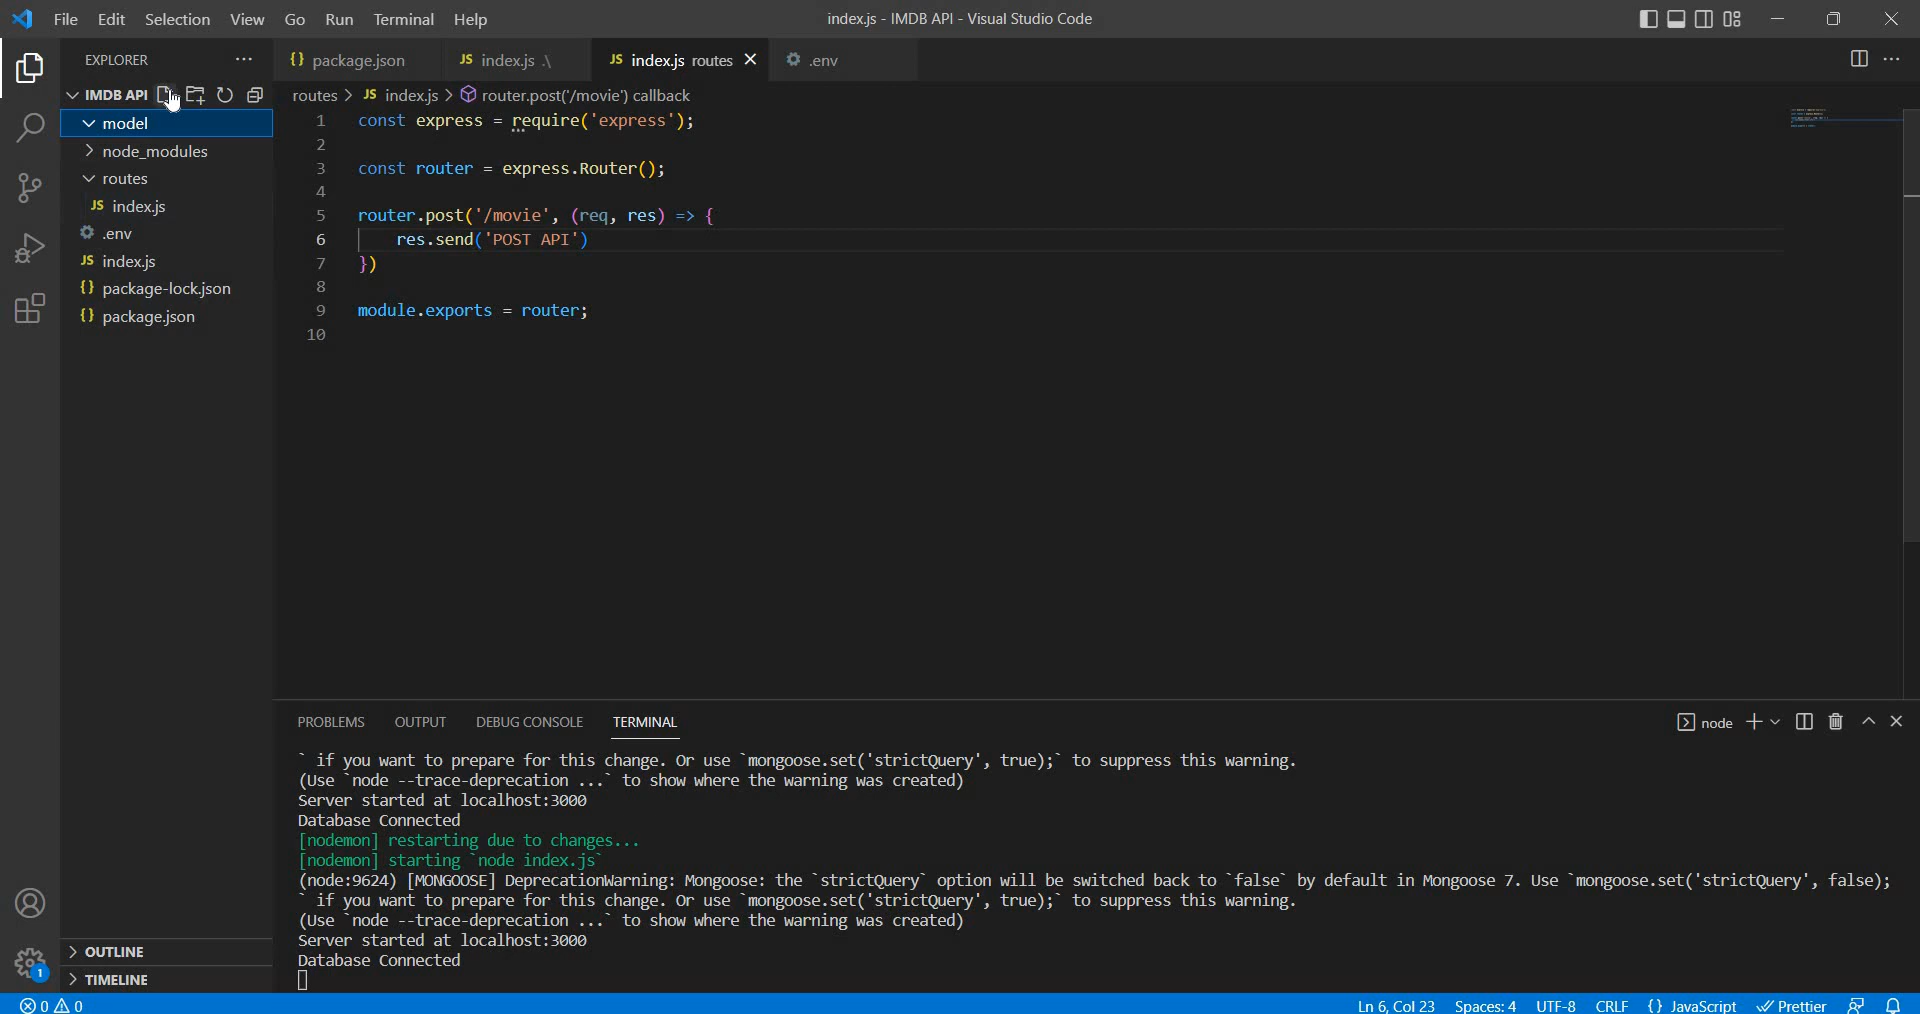 File Edit Selection View Go Run Terminal Help
index.js - IMDB API - Visual Studio Code
EXPLORER ...
{} package.json
JS index.js .\
JS index.js routes
.env
IMDB API
routes > JS index.js > router.post('/movie') callback
model
node_modules
routes
JS index.js
.env
JS index.js
{} package-lock.json
{} package.json
1 const express = require('express');
2
3 const router = express.Router();
4
5 router.post('/movie', (req, res) => {
6     res.send('POST API')
7 })
8
9 module.exports = router;
10
PROBLEMS OUTPUT DEBUG CONSOLE TERMINAL
node
` if you want to prepare for this change. Or use `mongoose.set('strictQuery', true);` to suppress this warning.
(Use `node --trace-deprecation ...` to show where the warning was created)
Server started at localhost:3000
Database Connected
[nodemon] restarting due to changes...
[nodemon] starting `node index.js`
(node:9624) [MONGOOSE] DeprecationWarning: Mongoose: the `strictQuery` option will be switched back to `false` by default in Mongoose 7. Use `mongoose.set('strictQuery', false);
` if you want to prepare for this change. Or use `mongoose.set('strictQuery', true);` to suppress this warning.
(Use `node --trace-deprecation ...` to show where the warning was created)
Server started at localhost:3000
Database Connected
OUTLINE
TIMELINE
1
0 0
Ln 6, Col 23 Spaces: 4 UTF-8 CRLF {} JavaScript Prettier